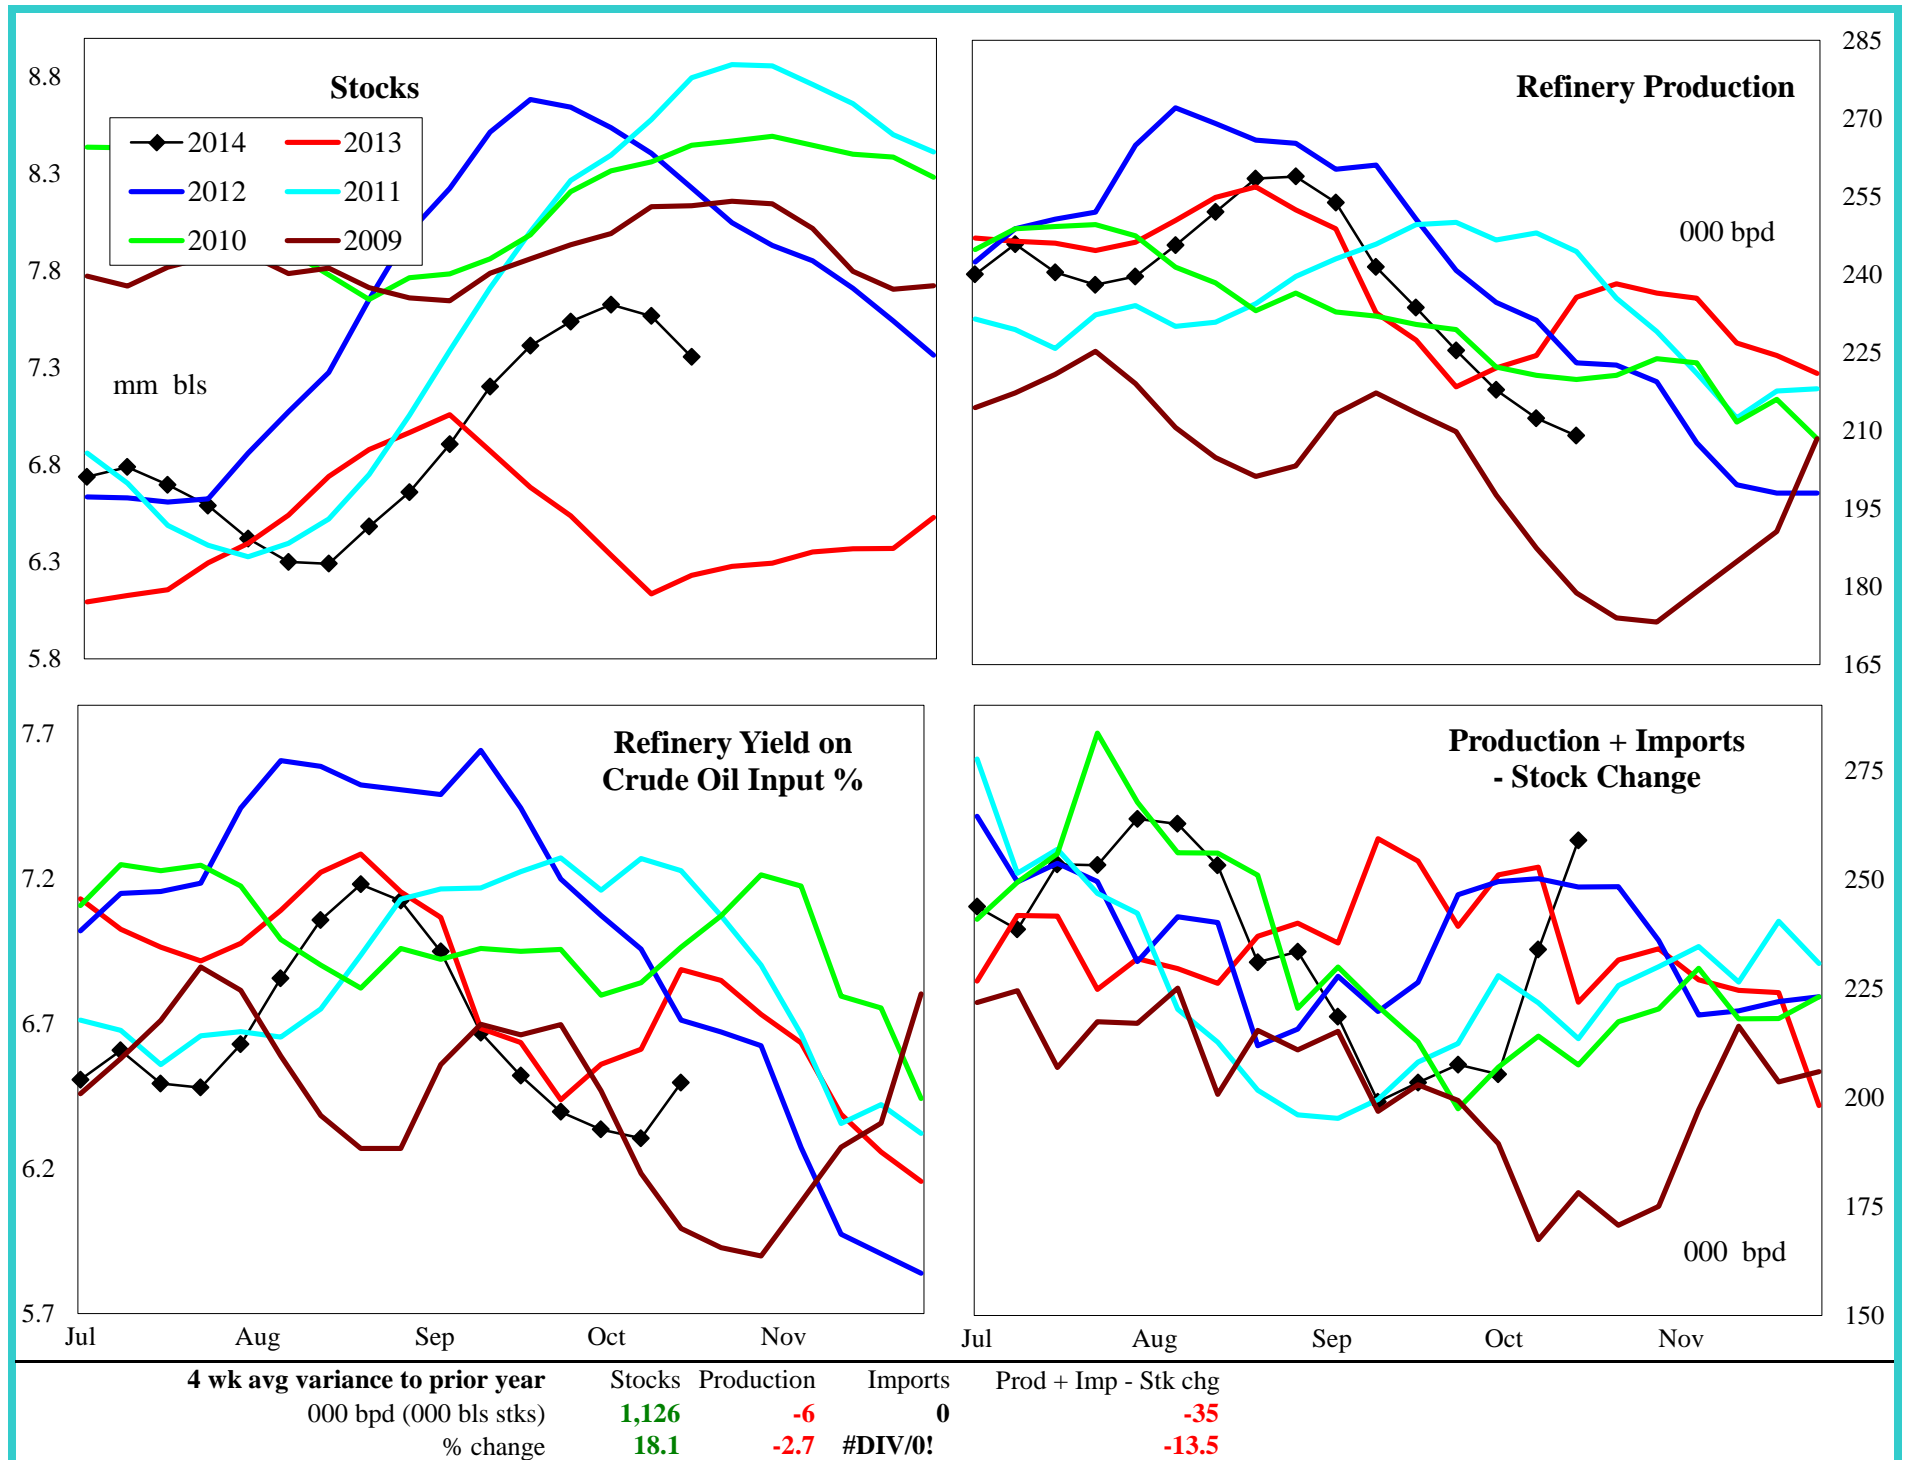 Stocks
8.8
8.3
7.8
7.3
6.8
6.3
5.8
2014 2013
2012 2011
2010 2009
mm bls
Refinery Production
000 bpd
285
270
255
240
225
210
195
180
165
Refinery Yield on
Crude Oil Input %
7.7
7.2
6.7
6.2
5.7
Jul Aug Sep Oct Nov
Production + Imports
- Stock Change
275
250
225
200
175
150
000 bpd
Jul Aug Sep Oct Nov
4 wk avg variance to prior year Stocks Production Imports Prod + Imp - Stk chg
000 bpd (000 bls stks) 1,126 -6 0 -35
% change 18.1 -2.7 #DIV/0! -13.5